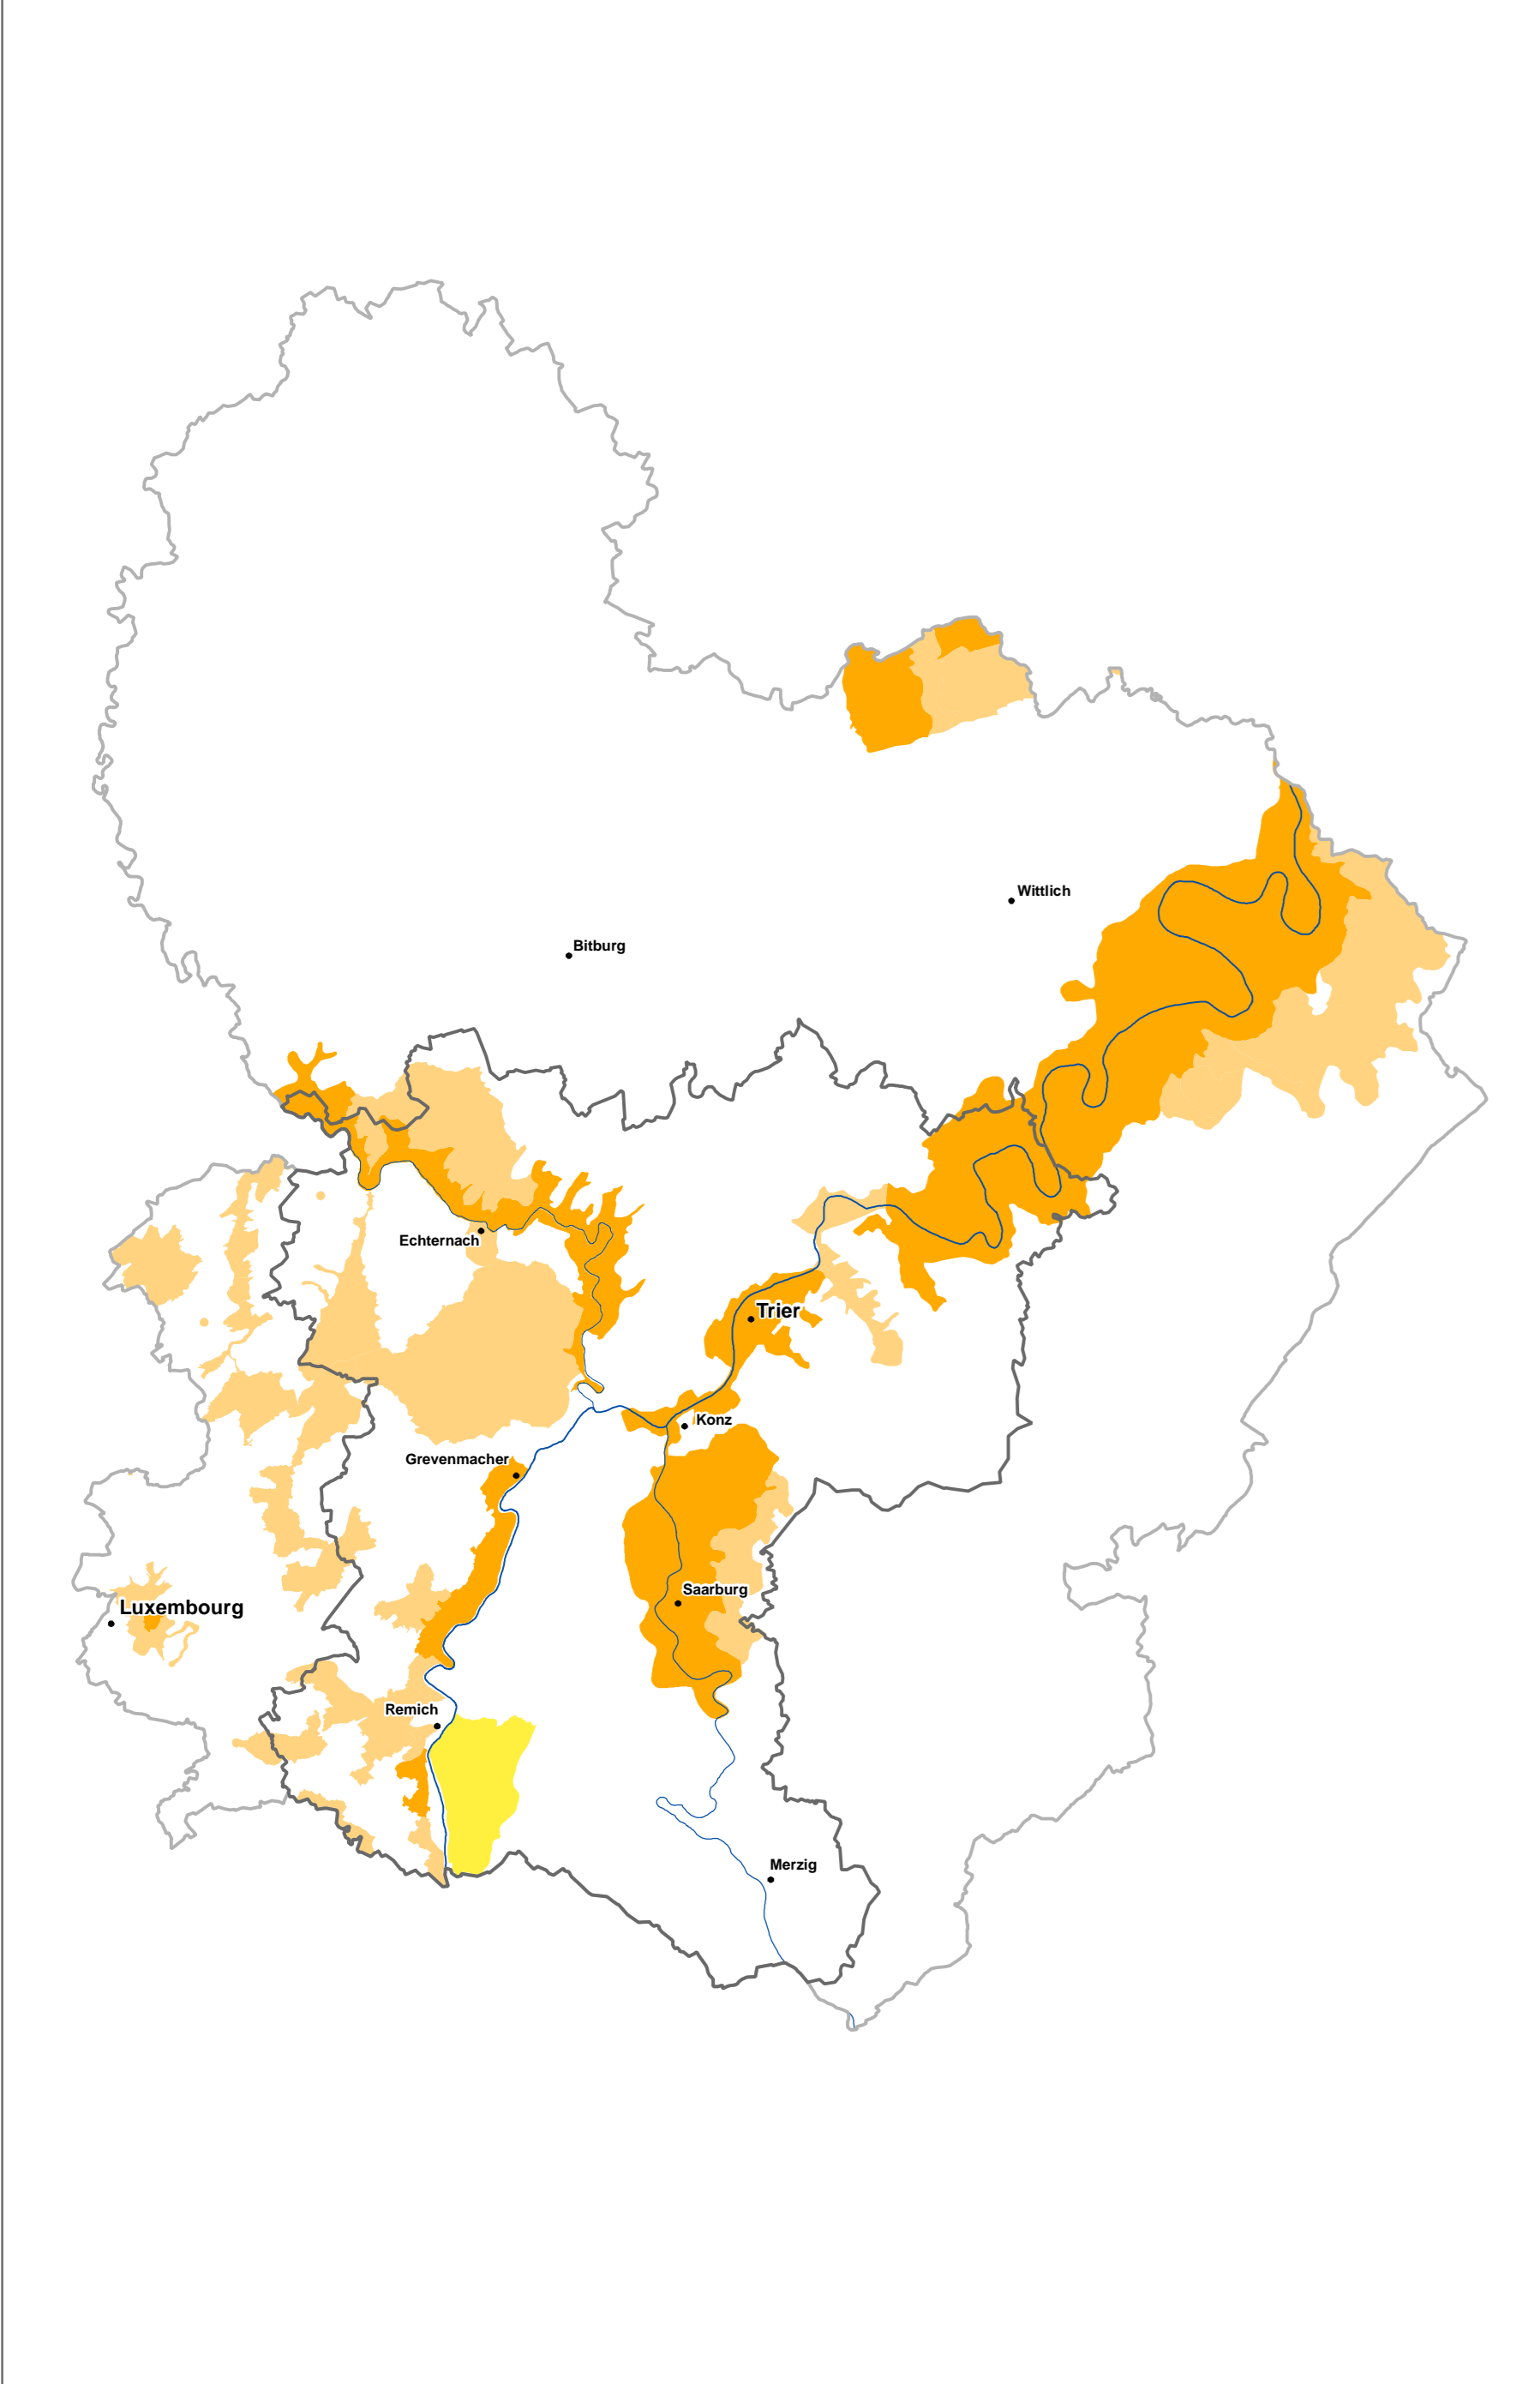 Wittlich
Bitburg
Echternach
Trier
Konz
Grevenmacher
Saarburg
Luxembourg
Remich
Merzig